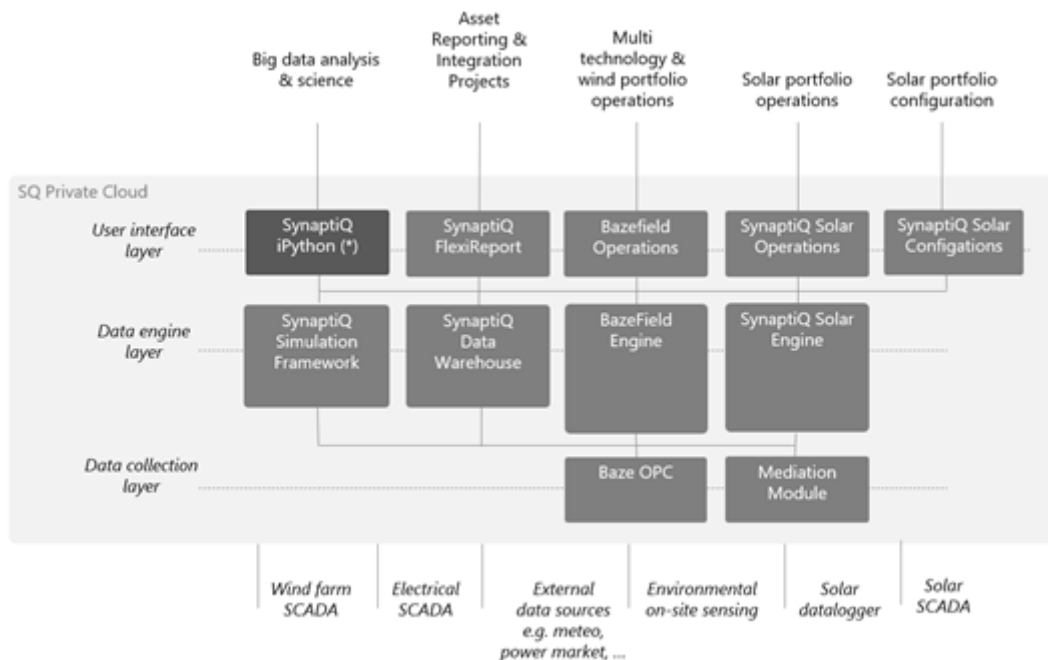 Big data analysis
& science
Asset
Reporting &
Integration
Projects
Multi
technology &
wind portfolio
operations
Solar portfolio
operations
Solar portfolio
configuration
SQ Private Cloud
User interface
layer
SynaptiQ
iPython (*)
SynaptiQ
FlexiReport
Bazefield
Operations
SynaptiQ Solar
Operations
SynaptiQ Solar
Configations
Data engine
layer
SynaptiQ
Simulation
Framework
SynaptiQ
Data
Warehouse
BazeField
Engine
SynaptiQ Solar
Engine
Data collection
layer
Baze OPC
Mediation
Module
Wind farm
SCADA
Electrical
SCADA
External
data sources
e.g. meteo,
power market, ...
Environmental
on-site sensing
Solar
datalogger
Solar
SCADA